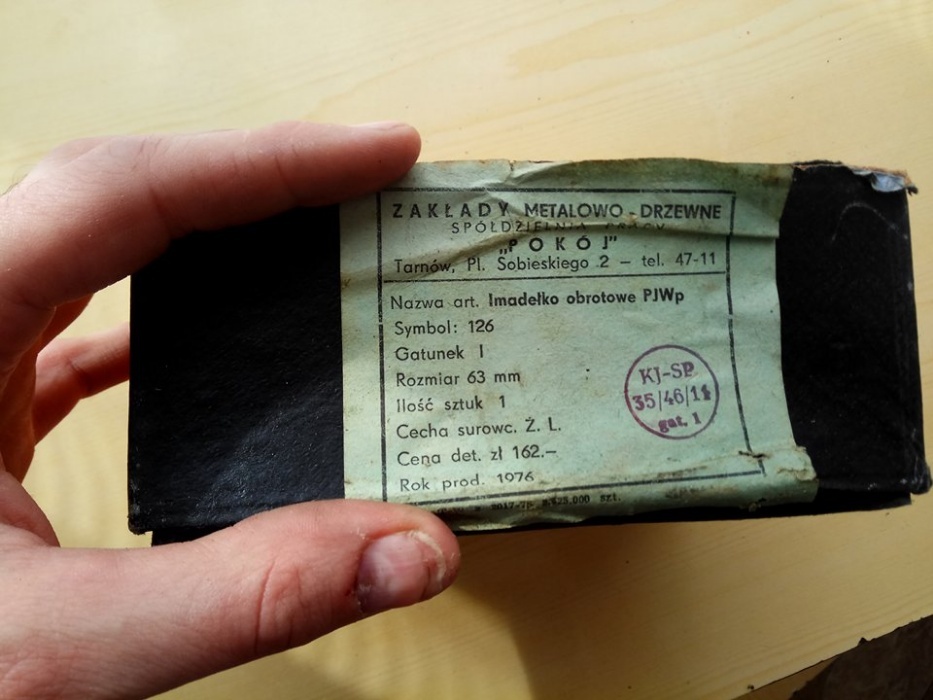 ZAKŁADY METALOWO-DRZEWNE
SPÓŁDZIELNIA PRACY
„POKÓJ”
Tarnów, Pl. Sobieskiego 2 — tel. 47-11
Nazwa art. Imadełko obrotowe PJWp
Symbol: 126
Gatunek I
Rozmiar 63 mm
Ilość sztuk 1
Cecha surowc. Ż. L.
Cena det. zł 162.—
Rok prod. 1976
KJ-SP
35/46/11
gat. 1
szt.